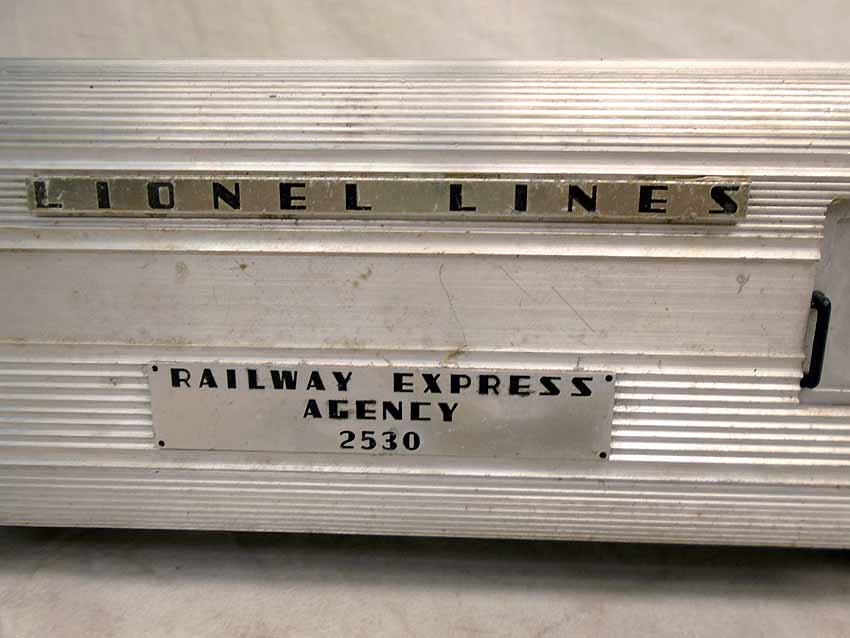 LIONEL LINES
RAILWAY EXPRESS
AGENCY
2530